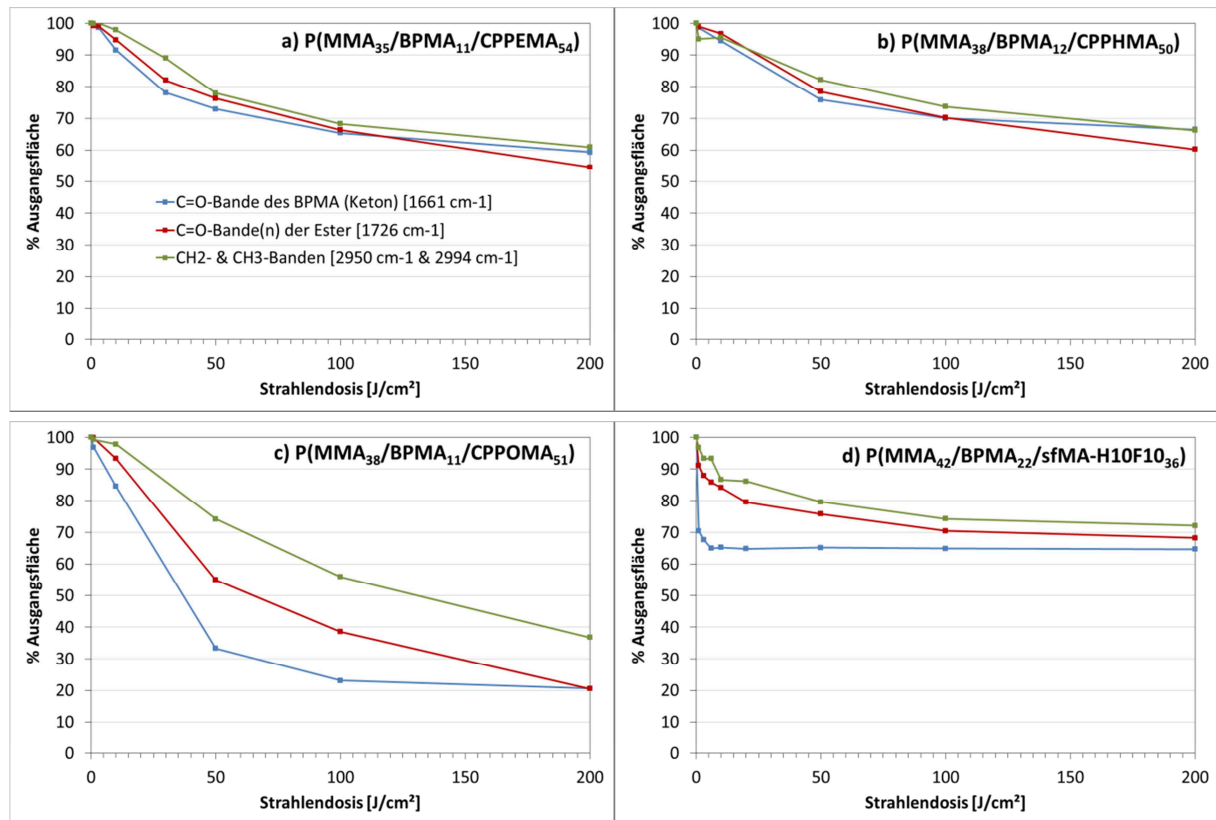 a) P(MMA35/BPMA11/CPPEMA54)
% Ausgangsfläche
100
90
80
70
60
50
40
30
20
10
0
C=O-Bande des BPMA (Keton) [1661 cm-1]
C=O-Bande(n) der Ester [1726 cm-1]
CH2- & CH3-Banden [2950 cm-1 & 2994 cm-1]
0 50 100 150 200
Strahlendosis [J/cm²]
b) P(MMA38/BPMA12/CPPHMA50)
% Ausgangsfläche
100
90
80
70
60
50
40
30
20
10
0
0 50 100 150 200
Strahlendosis [J/cm²]
c) P(MMA38/BPMA11/CPPOMA51)
% Ausgangsfläche
100
90
80
70
60
50
40
30
20
10
0
0 50 100 150 200
Strahlendosis [J/cm²]
d) P(MMA42/BPMA22/sfMA-H10F1036)
% Ausgangsfläche
100
90
80
70
60
50
40
30
20
10
0
0 50 100 150 200
Strahlendosis [J/cm²]